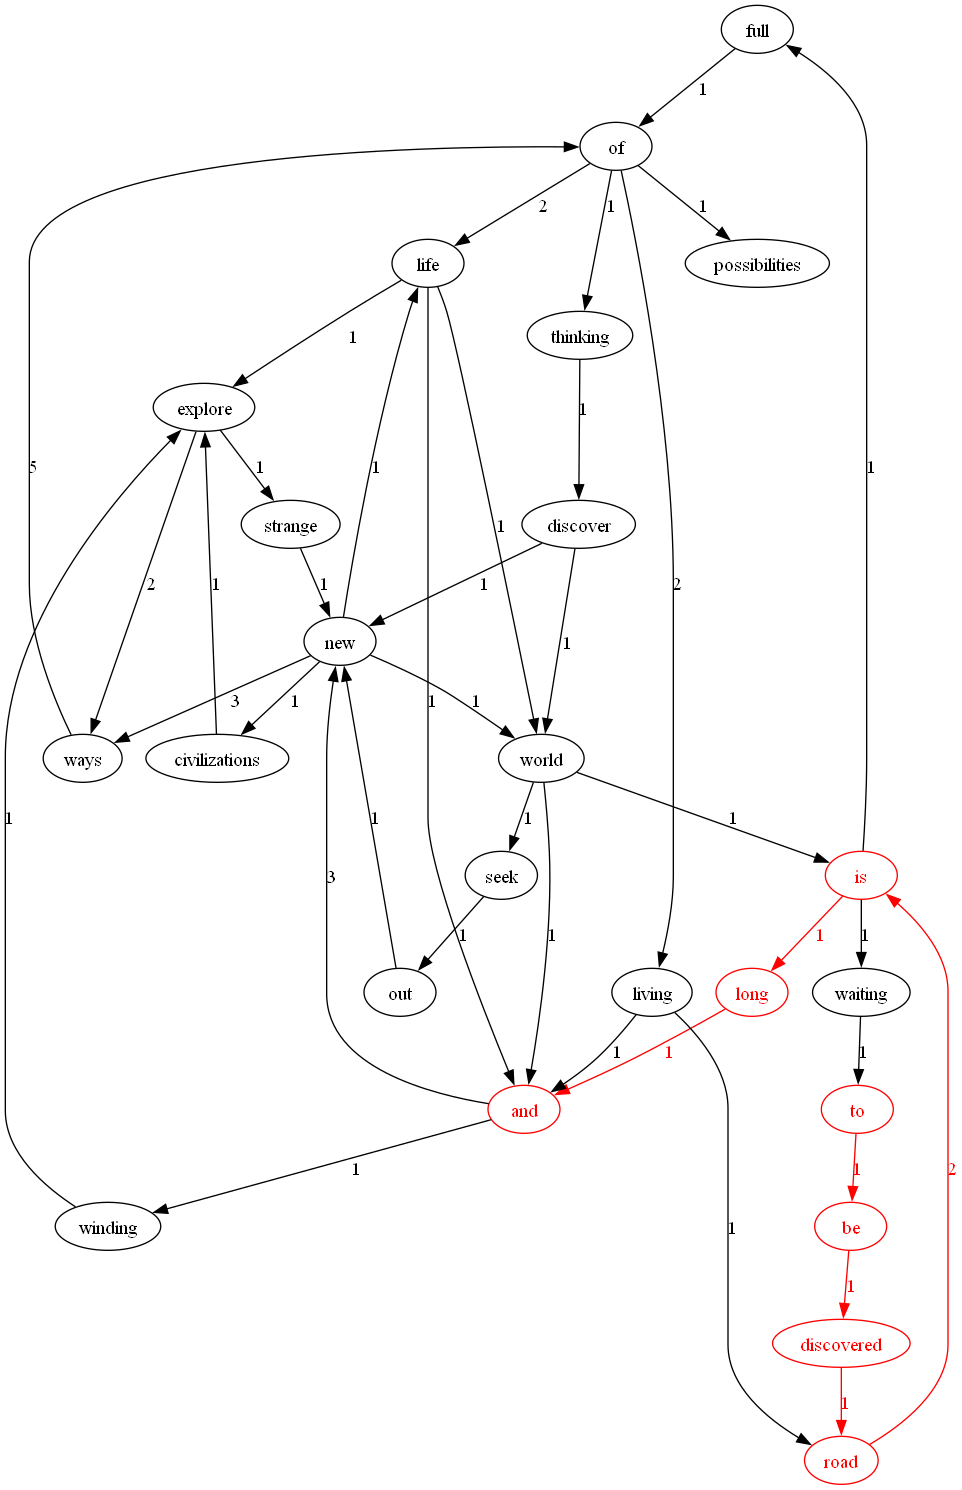 full
1
of
2
1
1
life
possibilities
thinking
1
explore
1
5
1
1
1
strange
discover
2
1
1
1
2
new
1
3
1
1
1
1
ways
civilizations
world
1
1
1
1
seek
is
3
1
1
1
1
out
living
long
waiting
1
1
1
and
to
1
1
winding
be
1
1
discovered
1
road
2